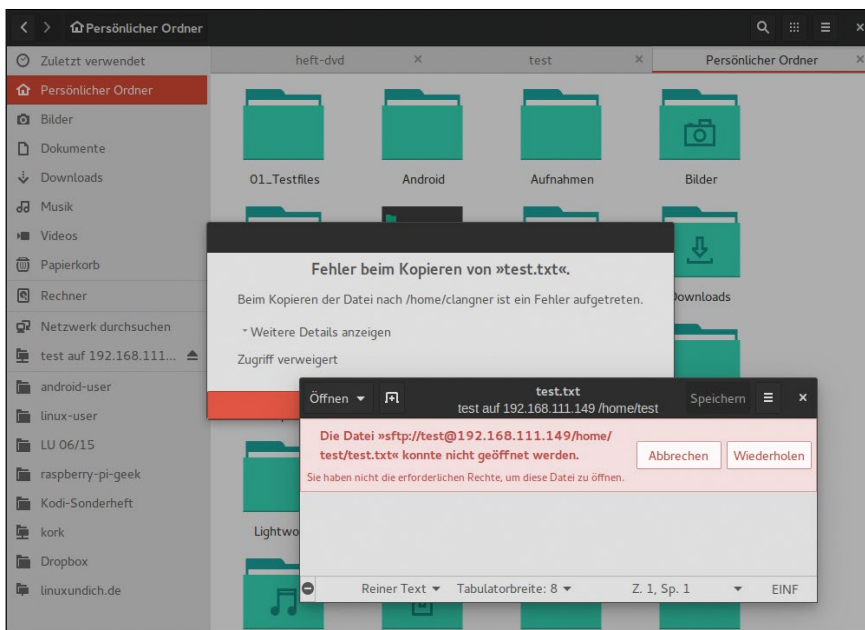 Persönlicher Ordner
Zuletzt verwendet
Persönlicher Ordner
Bilder
Dokumente
Downloads
Musik
Videos
Papierkorb
Rechner
Netzwerk durchsuchen
test auf 192.168.111...
android-user
linux-user
LU 06/15
raspberry-pi-geek
Kodi-Sonderheft
kork
Dropbox
linuxundich.de
heft-dvd
test
Persönlicher Ordner
01_Testfiles
Android
Aufnahmen
Bilder
Downloads
Fehler beim Kopieren von »test.txt«.
Beim Kopieren der Datei nach /home/clangner ist ein Fehler aufgetreten.
Weitere Details anzeigen
Zugriff verweigert
Öffnen
test.txt
test auf 192.168.111.149 /home/test
Speichern
Die Datei »sftp://test@192.168.111.149/home/
test/test.txt« konnte nicht geöffnet werden.
Sie haben nicht die erforderlichen Rechte, um diese Datei zu öffnen.
Abbrechen
Wiederholen
Lightwo
Reiner Text
Tabulatorbreite: 8
Z. 1, Sp. 1
EINF